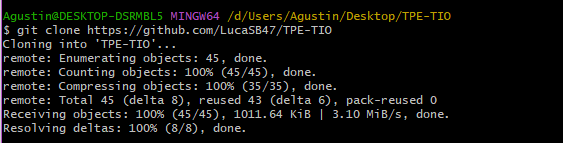 Agustin@DESKTOP-DSRMBL5 MINGW64 /d/Users/Agustin/Desktop/TPE-TIO
$ git clone https://github.com/LucaSB47/TPE-TIO
Cloning into 'TPE-TIO'...
remote: Enumerating objects: 45, done.
remote: Counting objects: 100% (45/45), done.
remote: Compressing objects: 100% (35/35), done.
remote: Total 45 (delta 8), reused 43 (delta 6), pack-reused 0
Receiving objects: 100% (45/45), 1011.64 KiB | 3.10 MiB/s, done.
Resolving deltas: 100% (8/8), done.